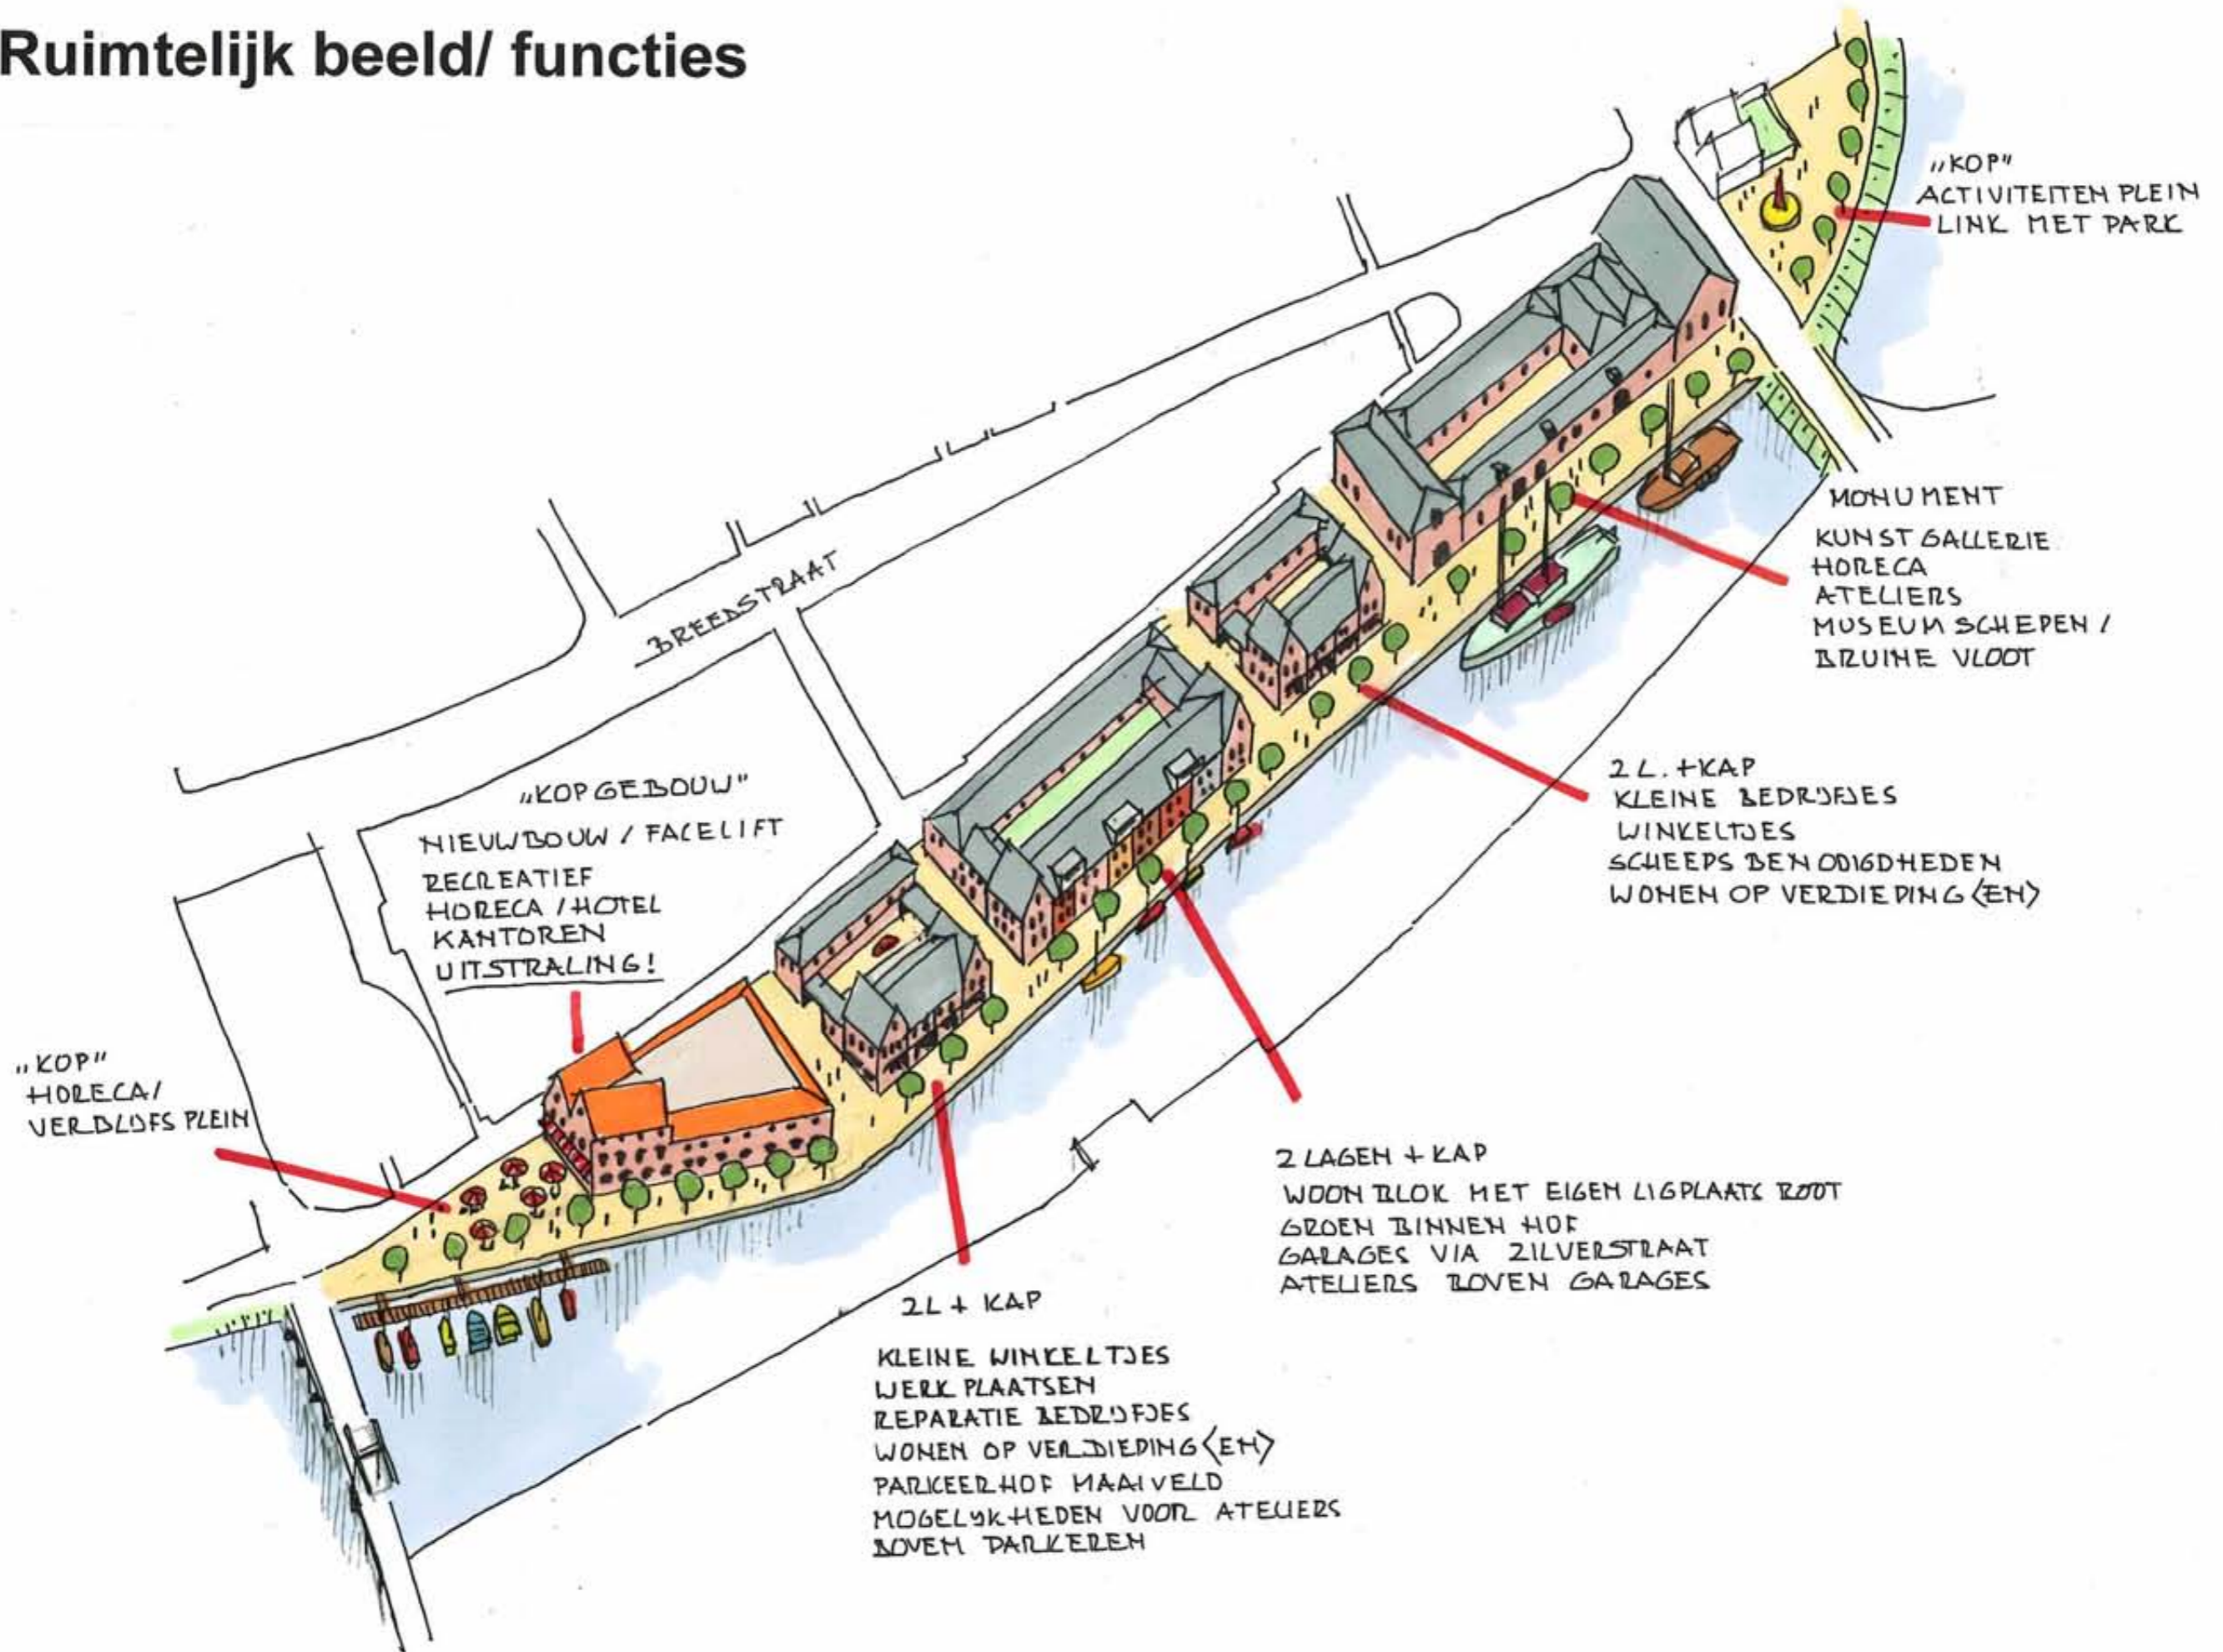 Ruimtelijk beeld/ functies
„KOP"
ACTIVITEITEN PLEIN
LINK MET PARK
MONUMENT
KUNST GALLERIE
HORECA
ATELIERS
MUSEUM SCHEPEN /
BRUINE VLOOT
BREEDSTRAAT
2 L. + KAP
KLEINE BEDRIJFJES
WINKELTJES
SCHEEPS BENODIGDHEDEN
WONEN OP VERDIEPING (EN)
„KOPGEBOUW"
NIEUWBOUW / FACELIFT
RECREATIEF
HORECA / HOTEL
KANTOREN
UITSTRALING!
„KOP"
HORECA/
VERBLIJFS PLEIN
2 LAGEN + KAP
WOONBLOK MET EIGEN LIGPLAATS BOOT
GROEN BINNEN HOF
GARAGES VIA ZILVERSTRAAT
ATELIERS BOVEN GARAGES
2L + KAP
KLEINE WINKELTJES
WERK PLAATSEN
REPARATIE BEDRIJFJES
WONEN OP VERDIEPING (EN)
PARKEERHOF MAAIVELD
MOGELIJKHEDEN VOOR ATELIERS
BOVEN PARKEREN